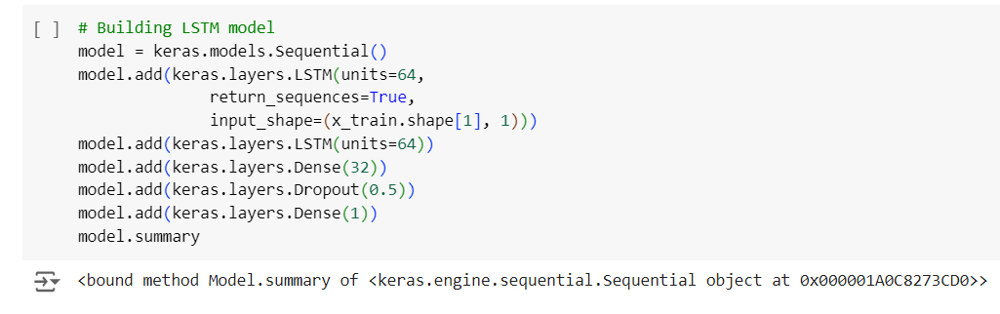 [ ] # Building LSTM model
model = keras.models.Sequential()
model.add(keras.layers.LSTM(units=64,
return_sequences=True,
input_shape=(x_train.shape[1], 1)))
model.add(keras.layers.LSTM(units=64))
model.add(keras.layers.Dense(32))
model.add(keras.layers.Dropout(0.5))
model.add(keras.layers.Dense(1))
model.summary
<bound method Model.summary of <keras.engine.sequential.Sequential object at 0x000001A0C8273CD0>>